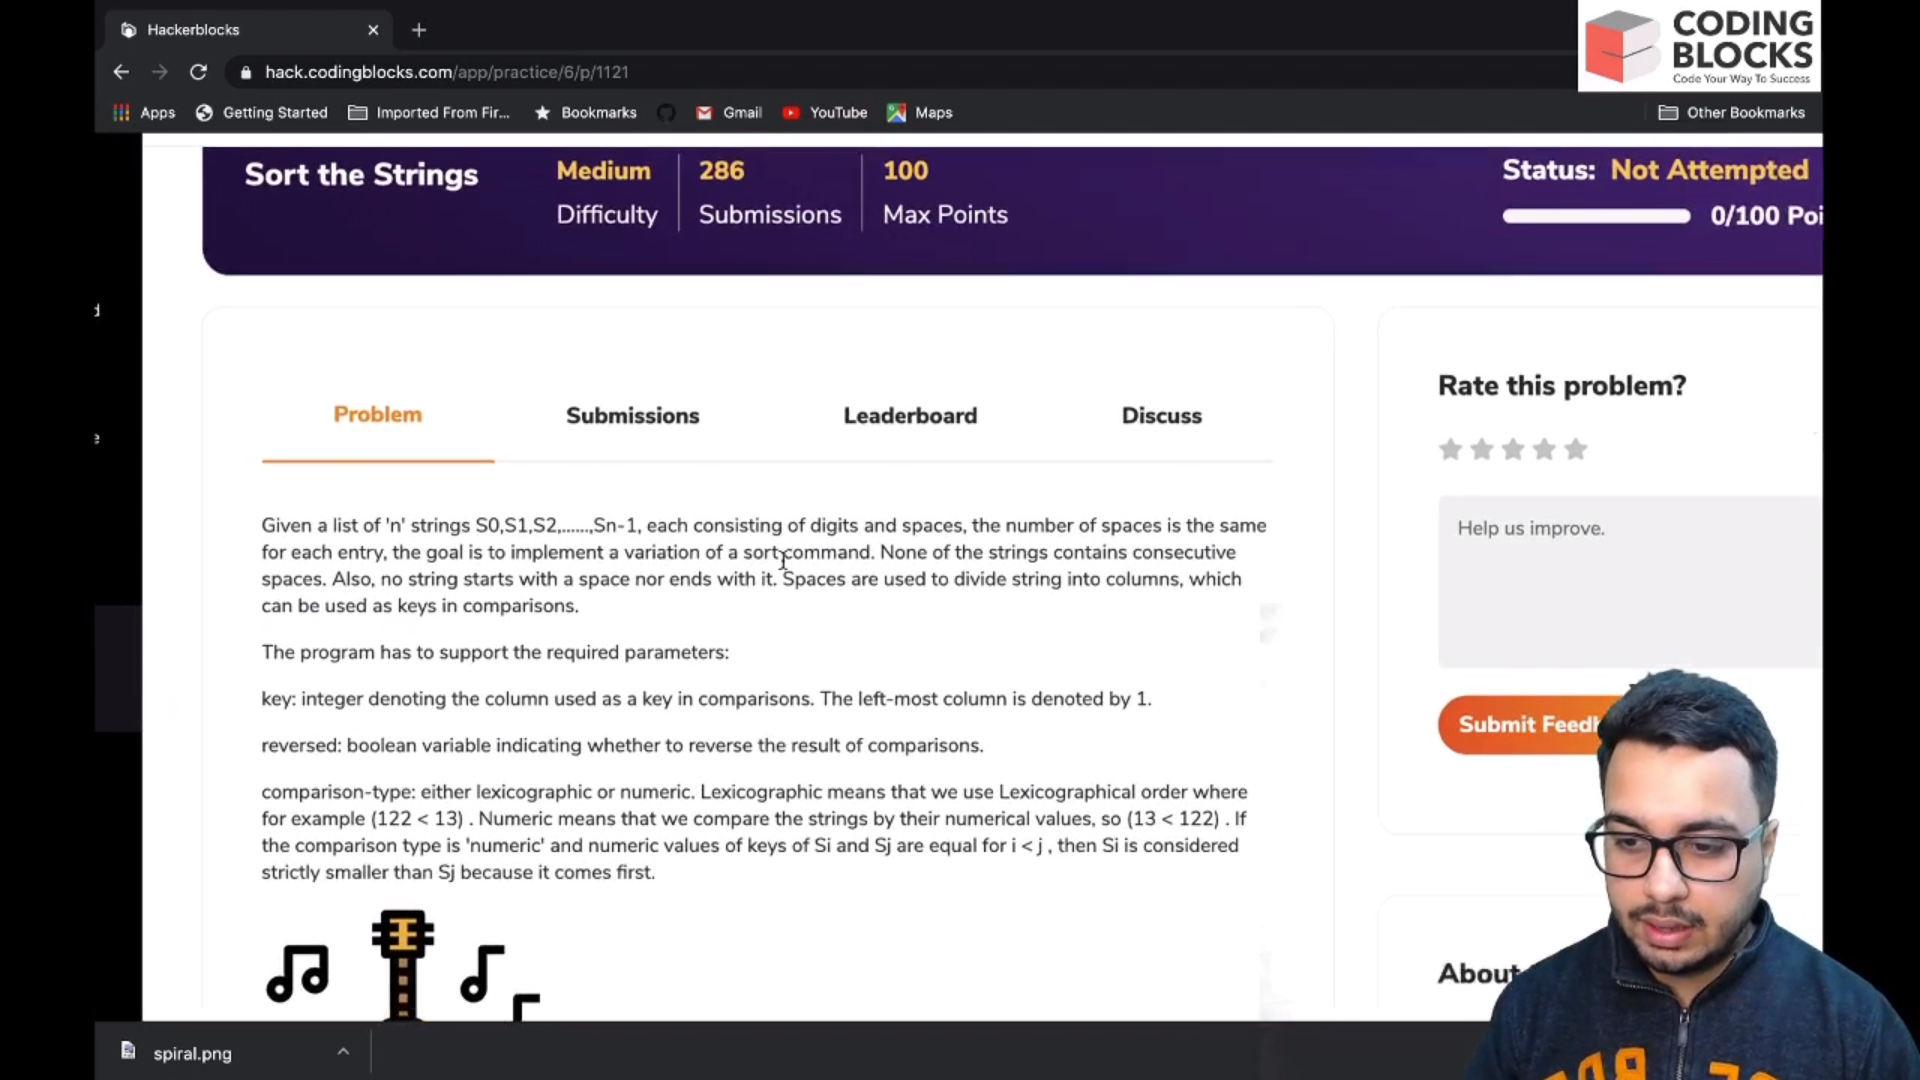 Hackerblocks
CODING
BLOCKS
Code Your Way To Success
hack.codingblocks.com/app/practice/6/p/1121
Apps
Getting Started
Imported From Fir...
Bookmarks
Gmail
YouTube
Maps
Other Bookmarks
Sort the Strings
Medium
286
100
Status: Not Attempted
Difficulty
Submissions
Max Points
0/100 Poi
d
e
Problem
Submissions
Leaderboard
Discuss
Rate this problem?
Help us improve.
Given a list of 'n' strings S0,S1,S2,......,Sn-1, each consisting of digits and spaces, the number of spaces is the same
for each entry, the goal is to implement a variation of a sort command. None of the strings contains consecutive
spaces. Also, no string starts with a space nor ends with it. Spaces are used to divide string into columns, which
can be used as keys in comparisons.
The program has to support the required parameters:
key: integer denoting the column used as a key in comparisons. The left-most column is denoted by 1.
reversed: boolean variable indicating whether to reverse the result of comparisons.
comparison-type: either lexicographic or numeric. Lexicographic means that we use Lexicographical order where
for example (122 < 13) . Numeric means that we compare the strings by their numerical values, so (13 < 122) . If
the comparison type is 'numeric' and numeric values of keys of Si and Sj are equal for i < j , then Si is considered
strictly smaller than Sj because it comes first.
Submit Feed
About
spiral.png